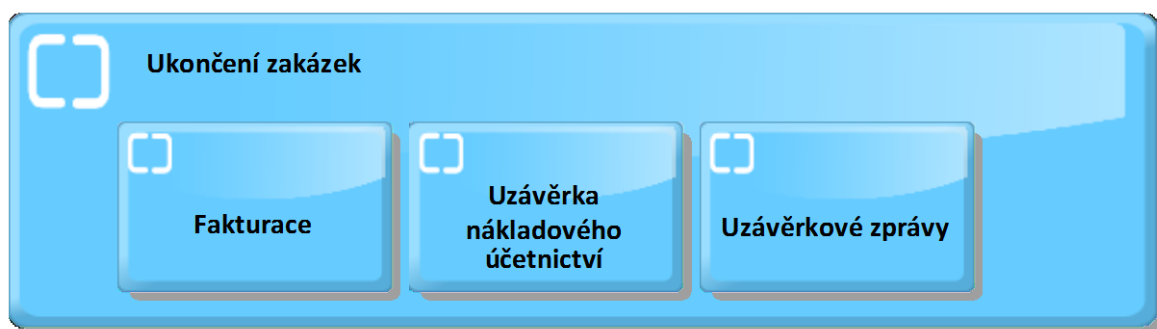 Ukončení zakázek
Fakturace
Uzávěrka
nákladového
účetnictví
Uzávěrkové zprávy